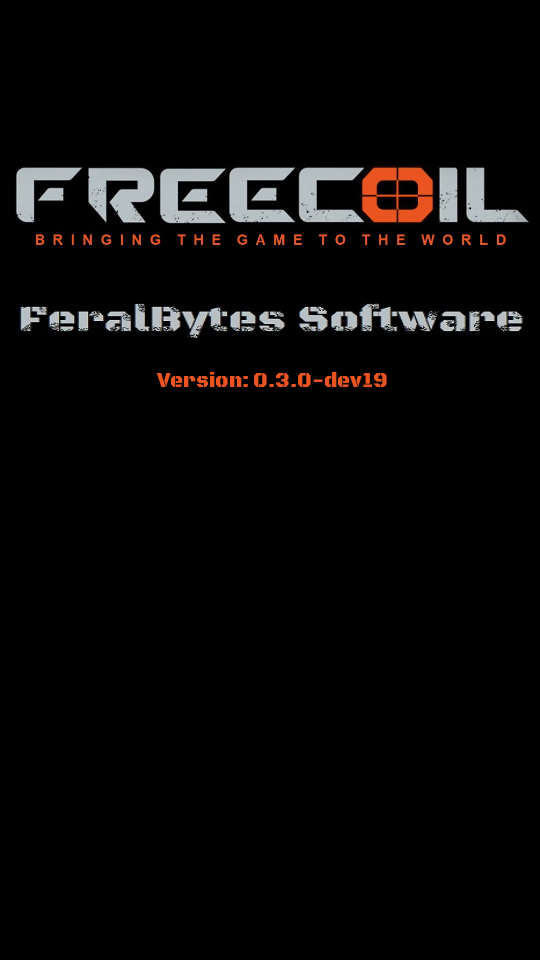 FREECOIL
BRINGING THE GAME TO THE WORLD
FeralBytes Software
Version: 0.3.0-dev19